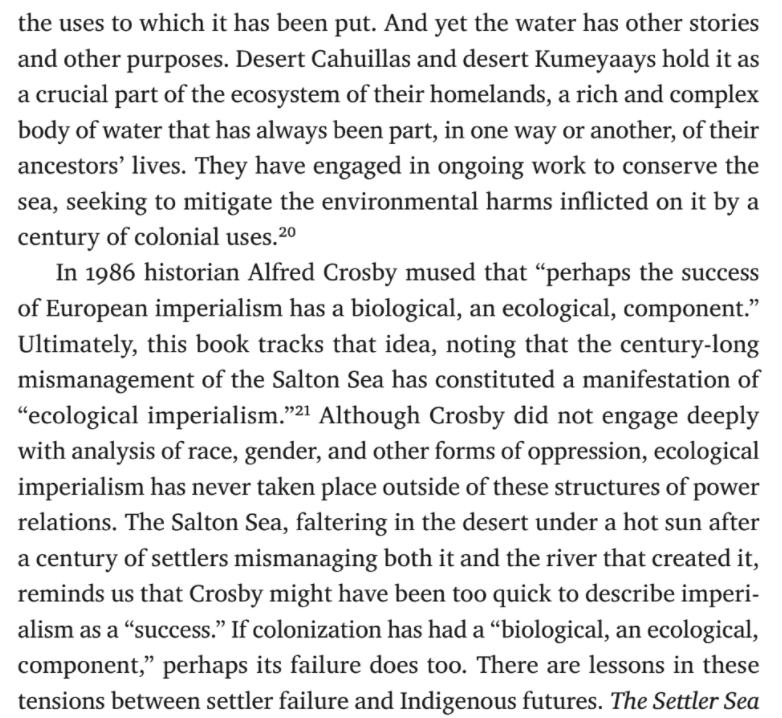 the uses to which it has been put. And yet the water has other stories
and other purposes. Desert Cahuillas and desert Kumeyaays hold it as
a crucial part of the ecosystem of their homelands, a rich and complex
body of water that has always been part, in one way or another, of their
ancestors’ lives. They have engaged in ongoing work to conserve the
sea, seeking to mitigate the environmental harms inflicted on it by a
century of colonial uses.²⁰
In 1986 historian Alfred Crosby mused that “perhaps the success
of European imperialism has a biological, an ecological, component.”
Ultimately, this book tracks that idea, noting that the century-long
mismanagement of the Salton Sea has constituted a manifestation of
“ecological imperialism.”²¹ Although Crosby did not engage deeply
with analysis of race, gender, and other forms of oppression, ecological
imperialism has never taken place outside of these structures of power
relations. The Salton Sea, faltering in the desert under a hot sun after
a century of settlers mismanaging both it and the river that created it,
reminds us that Crosby might have been too quick to describe imperi-
alism as a “success.” If colonization has had a “biological, an ecological,
component,” perhaps its failure does too. There are lessons in these
tensions between settler failure and Indigenous futures. The Settler Sea